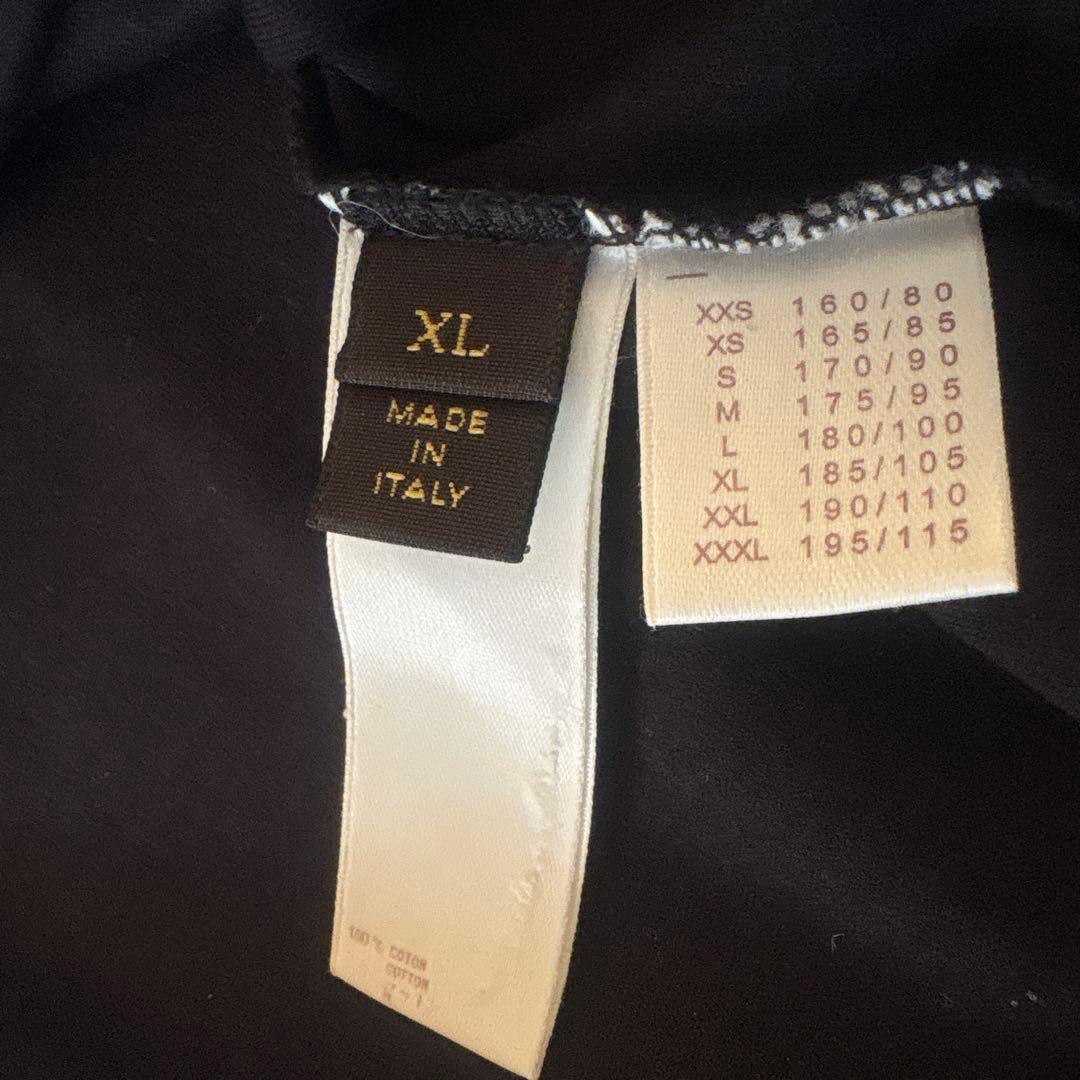 XL
MADE
IN
ITALY
XXS 160/80
XS 165/85
S 170/90
M 175/95
L 180/100
XL 185/105
XXL 190/110
XXXL 195/115
100% COTON
COTTON